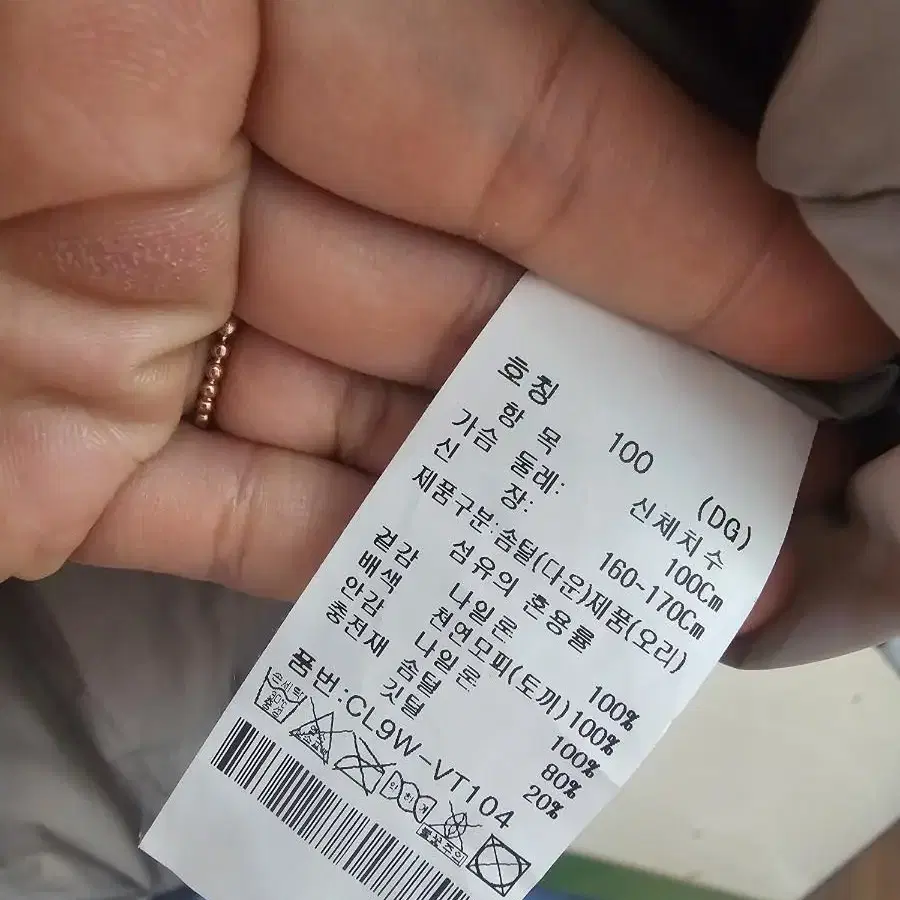 호칭 100 (DG)
항 목 신체치수
가슴 둘레: 100Cm
신 장: 160~170Cm
제품구분:솜털(다운)제품(오리)
섬유의 혼용률
겉감 나일론 100%
배색 천연모피(토끼) 100%
안감 나일론 100%
충전재 솜털 80%
깃털 20%
품번:CL9W-VT104
손세탁